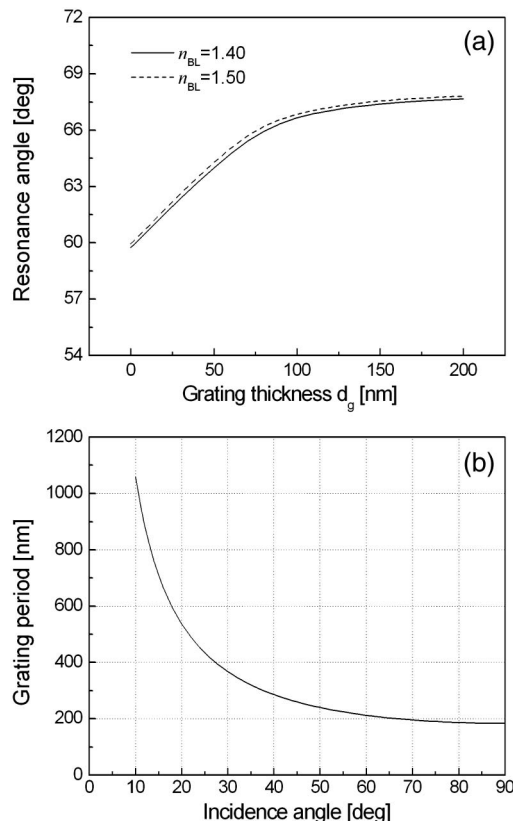 (a)
n_BL=1.40
n_BL=1.50
Resonance angle [deg]
72
69
66
63
60
57
54
0 50 100 150 200
Grating thickness d_g [nm]
(b)
Grating period [nm]
1200
1000
800
600
400
200
0
0 10 20 30 40 50 60 70 80 90
Incidence angle [deg]